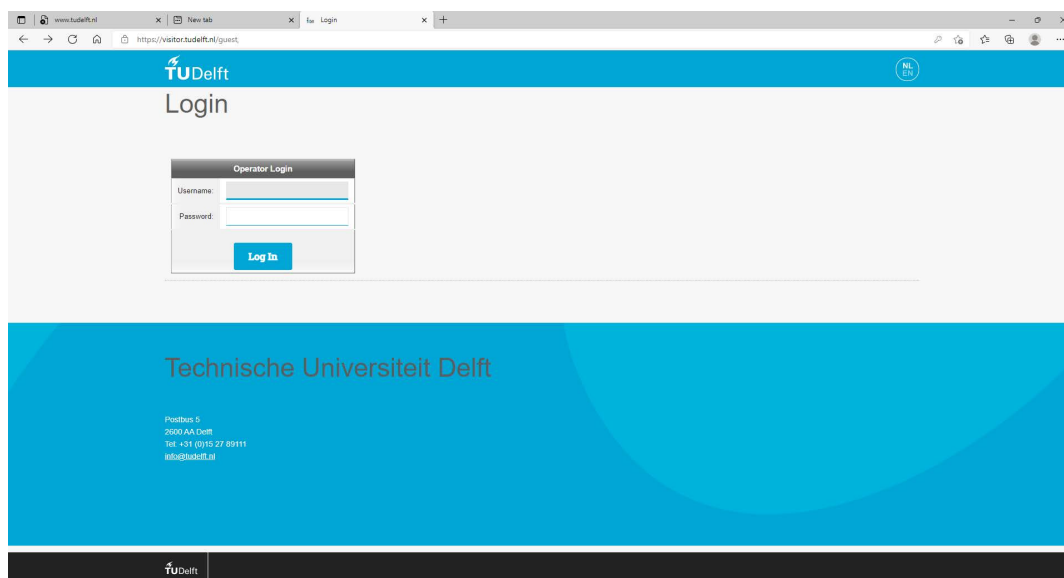 www.tudelft.nl
New tab
Login
https://visitor.tudelft.nl/guest
TUDelft
NL
EN
Login
Operator Login
Username:
Password:
Log In
Technische Universiteit Delft
Postbus 5
2600 AA Delft
Tel: +31 (0)15 27 89111
info@tudelft.nl
TUDelft